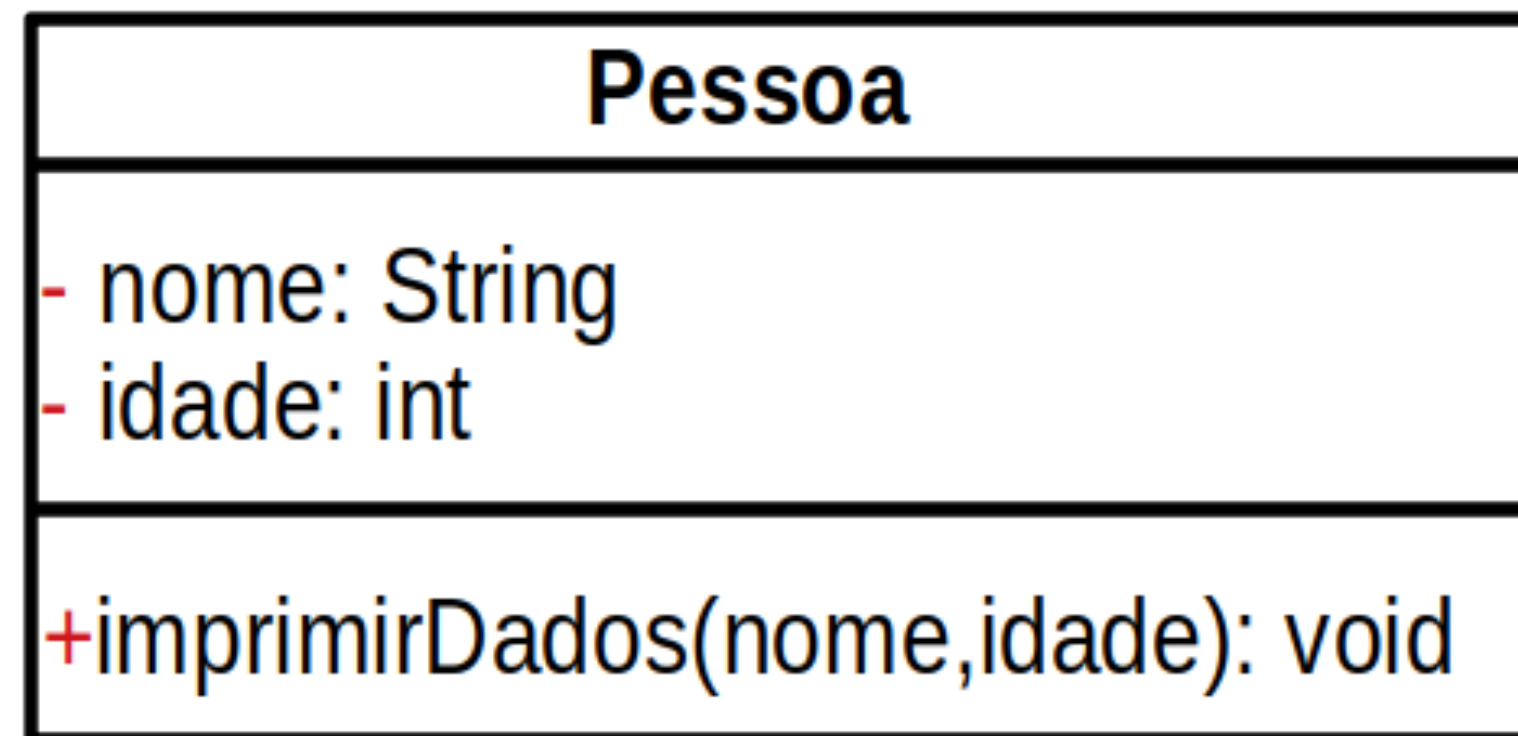 Pessoa
- nome: String
- idade: int
+imprimirDados(nome,idade): void